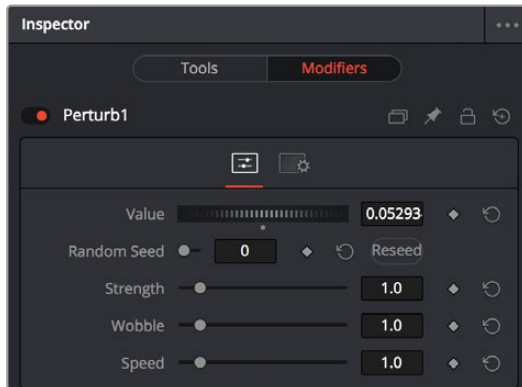 Inspector
Tools Modifiers
Perturb1
Value 0.05293
Random Seed 0 Reseed
Strength 1.0
Wobble 1.0
Speed 1.0